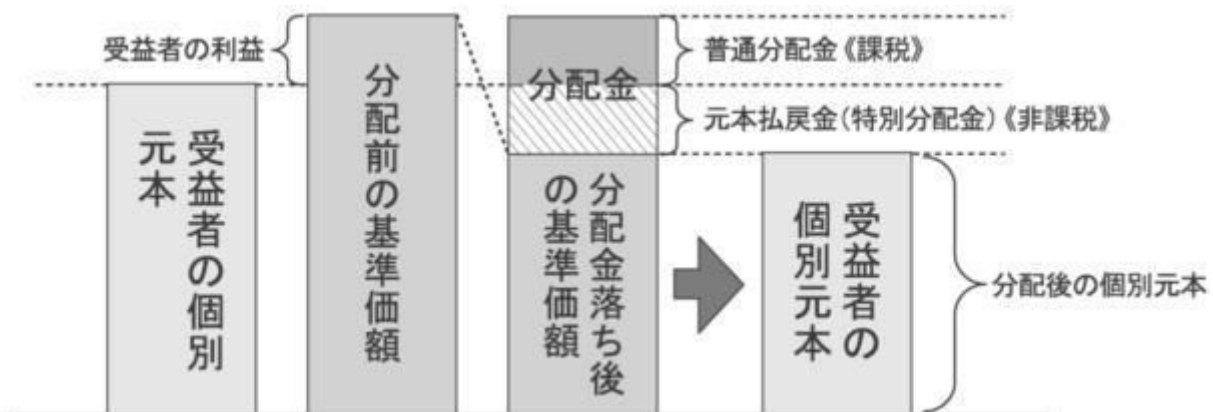 受益者の利益
受益者の個別
元本
分配前の基準価額
分配金
分配金落ち後
の基準価額
普通分配金《課税》
元本払戻金(特別分配金)《非課税》
受益者の
個別元本
分配後の個別元本